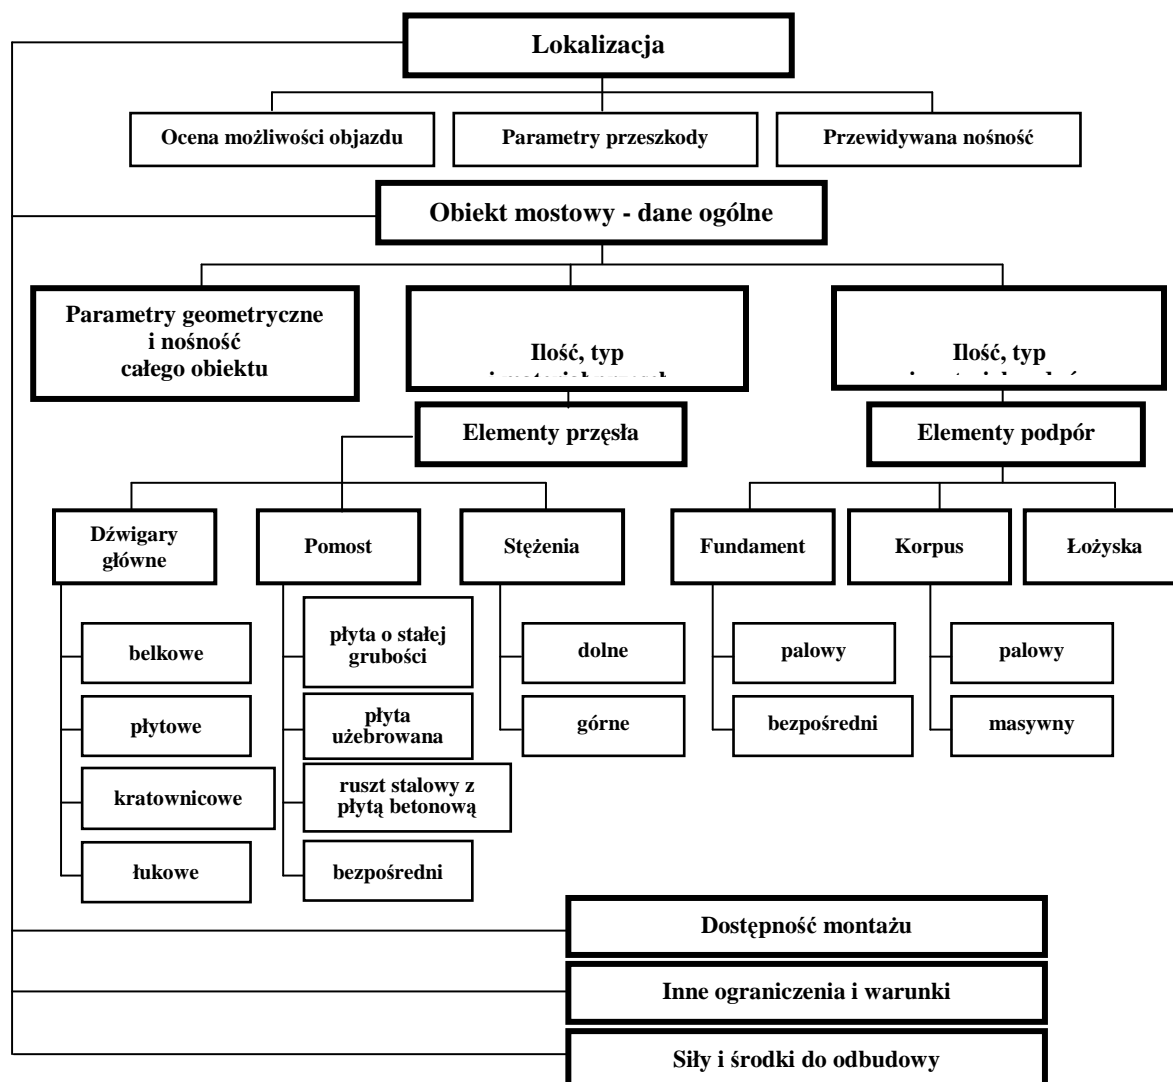 Lokalizacja
Ocena możliwości objazdu
Parametry przeszkody
Przewidywana nośność
Obiekt mostowy - dane ogólne
Parametry geometryczne
i nośność
całego obiektu
Ilość, typ
Ilość, typ
Elementy przęsła
Elementy podpór
Dźwigary
główne
Pomost
Stężenia
Fundament
Korpus
Łożyska
belkowe
płytowe
kratownicowe
łukowe
płyta o stałej
grubości
płyta
użebrowana
ruszt stalowy z
płytą betonową
bezpośredni
dolne
górne
palowy
bezpośredni
palowy
masywny
Dostępność montażu
Inne ograniczenia i warunki
Siły i środki do odbudowy